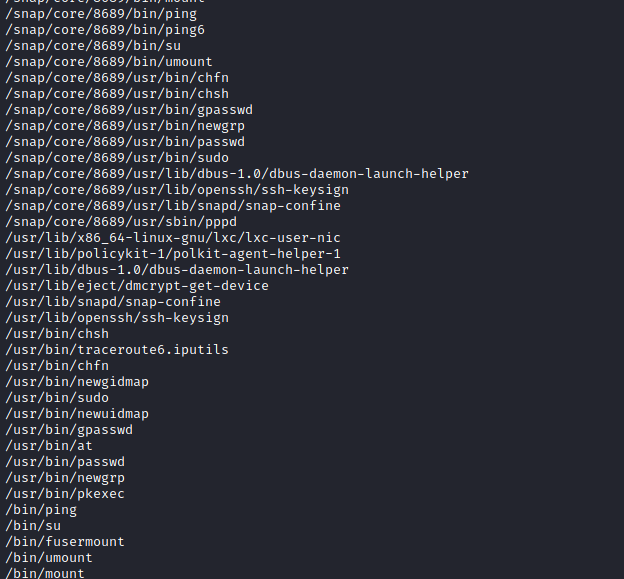 /snap/core/8689/bin/mount
/snap/core/8689/bin/ping
/snap/core/8689/bin/ping6
/snap/core/8689/bin/su
/snap/core/8689/bin/umount
/snap/core/8689/usr/bin/chfn
/snap/core/8689/usr/bin/chsh
/snap/core/8689/usr/bin/gpasswd
/snap/core/8689/usr/bin/newgrp
/snap/core/8689/usr/bin/passwd
/snap/core/8689/usr/bin/sudo
/snap/core/8689/usr/lib/dbus-1.0/dbus-daemon-launch-helper
/snap/core/8689/usr/lib/openssh/ssh-keysign
/snap/core/8689/usr/lib/snapd/snap-confine
/snap/core/8689/usr/sbin/pppd
/usr/lib/x86_64-linux-gnu/lxc/lxc-user-nic
/usr/lib/policykit-1/polkit-agent-helper-1
/usr/lib/dbus-1.0/dbus-daemon-launch-helper
/usr/lib/eject/dmcrypt-get-device
/usr/lib/snapd/snap-confine
/usr/lib/openssh/ssh-keysign
/usr/bin/chsh
/usr/bin/traceroute6.iputils
/usr/bin/chfn
/usr/bin/newgidmap
/usr/bin/sudo
/usr/bin/newuidmap
/usr/bin/gpasswd
/usr/bin/at
/usr/bin/passwd
/usr/bin/newgrp
/usr/bin/pkexec
/bin/ping
/bin/su
/bin/fusermount
/bin/umount
/bin/mount